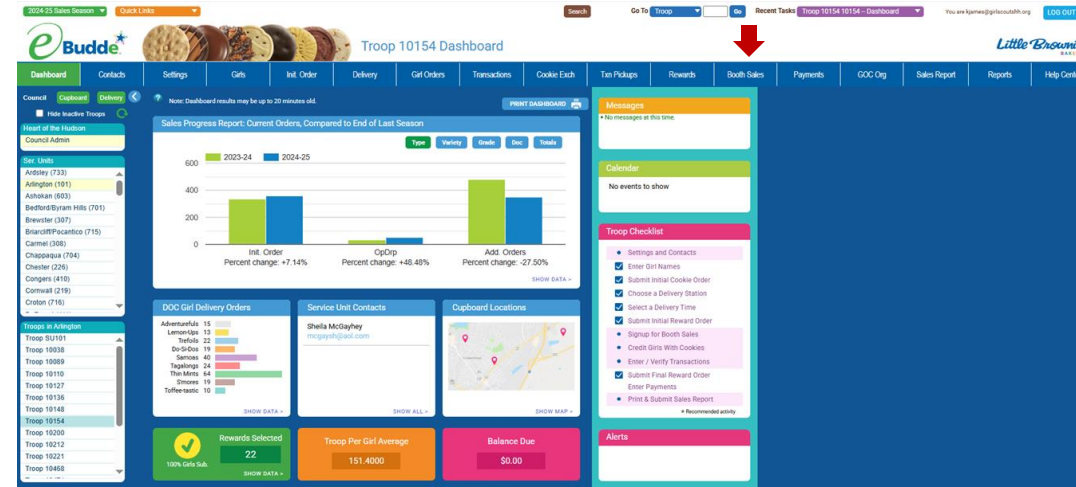 2024-25 Sales Season
Quick Links
Search
Go To Troop Go
Recent Tasks Troop 10154 10154 – Dashboard
You are kjames@girlscoutshh.org
LOG OUT
eBudde
Troop 10154 Dashboard
Little Browni
BAK
Dashboard Contacts Settings Girls Init. Order Delivery Girl Orders Transactions Cookie Exch Txn Pickups Rewards Booth Sales Payments GOC Org Sales Report Reports Help Cent
Council Cupboard Delivery
Hide Inactive Troops
Heart of the Hudson
Council Admin
Ser. Units
Ardsley (733)
Arlington (101)
Ashokan (603)
Bedford/Byram Hills (701)
Brewster (307)
Briarcliff/Pocantico (715)
Carmel (308)
Chappaqua (704)
Chester (226)
Congers (410)
Cornwall (219)
Croton (716)
Troops in Arlington
Troop SU101
Troop 10038
Troop 10089
Troop 10110
Troop 10127
Troop 10136
Troop 10148
Troop 10154
Troop 10200
Troop 10212
Troop 10221
Troop 10468
Note: Dashboard results may be up to 20 minutes old.
PRINT DASHBOARD
Sales Progress Report: Current Orders, Compared to End of Last Season
Type Variety Grade Doc Totals
2023-24 2024-25
600
400
200
0
Init. Order OpDrp Add. Orders
Percent change: +7.14% Percent change: +48.48% Percent change: -27.50%
SHOW DATA »
DOC Girl Delivery Orders
Adventurefuls 15
Lemon-Ups 13
Trefoils 22
Do-Si-Dos 19
Samoas 40
Tagalongs 24
Thin Mints 64
S'mores 19
Toffee-tastic 10
SHOW DATA »
Service Unit Contacts
Sheila McGayhey
mcgaysh@aol.com
SHOW ALL »
Cupboard Locations
SHOW MAP »
100% Girls Sub.
Rewards Selected
22
SHOW DATA »
Troop Per Girl Average
151.4000
Balance Due
$0.00
Messages
• No messages at this time.
Calendar
No events to show
Troop Checklist
• Settings and Contacts
Enter Girl Names
Submit Initial Cookie Order
Choose a Delivery Station
Select a Delivery Time
Submit Initial Reward Order
• Signup for Booth Sales
• Credit Girls With Cookies
• Enter / Verify Transactions
Submit Final Reward Order
Enter Payments
• Print & Submit Sales Report
• Recommended activity
Alerts